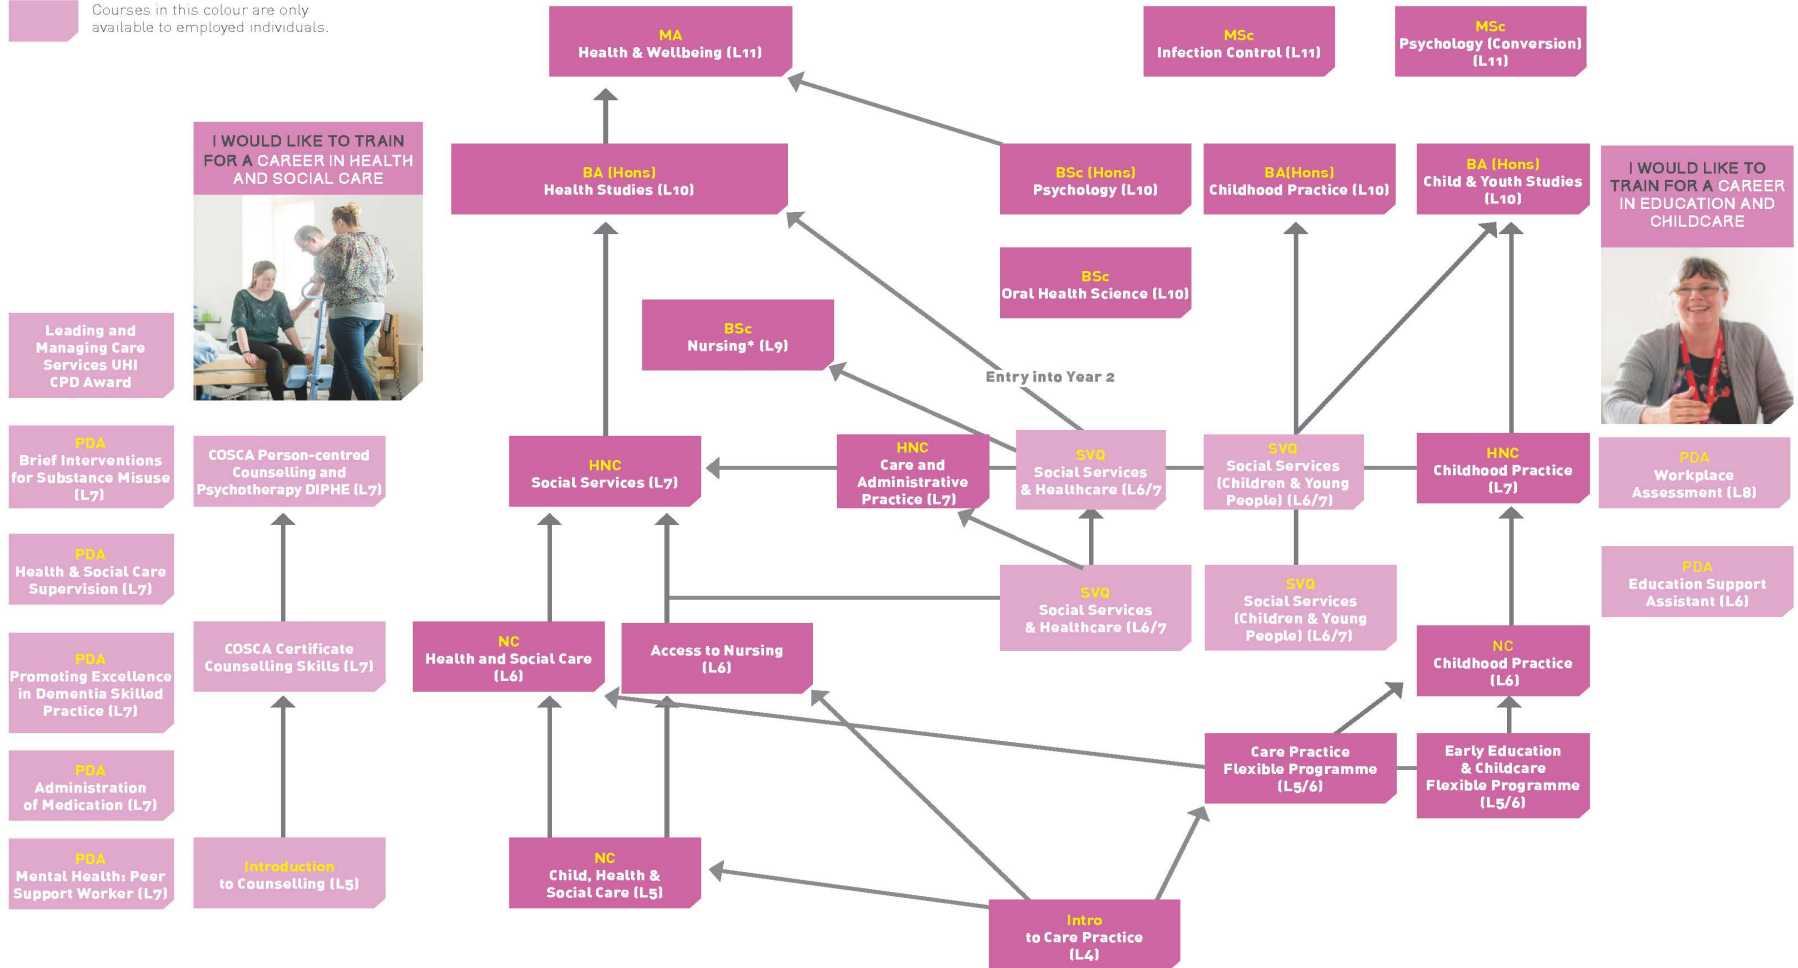 Courses in this colour are only
available to employed individuals.
MA
Health & Wellbeing (L11)
MSc
Infection Control (L11)
MSc
Psychology (Conversion)
(L11)
I WOULD LIKE TO TRAIN
FOR A CAREER IN HEALTH
AND SOCIAL CARE
BA (Hons)
Health Studies (L10)
BSc (Hons)
Psychology (L10)
BA(Hons)
Childhood Practice (L10)
BA (Hons)
Child & Youth Studies
(L10)
I WOULD LIKE TO
TRAIN FOR A CAREER
IN EDUCATION AND
CHILDCARE
BSc
Oral Health Science (L10)
BSc
Nursing* (L9)
Entry into Year 2
Leading and
Managing Care
Services UHI
CPD Award
PDA
Brief Interventions
for Substance Misuse
(L7)
COSCA Person-centred
Counselling and
Psychotherapy DIPHE (L7)
HNC
Social Services (L7)
HNC
Care and
Administrative
Practice (L7)
SVQ
Social Services
& Healthcare (L6/7
SVQ
Social Services
(Children & Young
People) (L6/7)
HNC
Childhood Practice
(L7)
PDA
Workplace
Assessment (L8)
PDA
Health & Social Care
Supervision (L7)
SVQ
Social Services
& Healthcare (L6/7
SVQ
Social Services
(Children & Young
People) (L6/7)
PDA
Education Support
Assistant (L6)
PDA
Promoting Excellence
in Dementia Skilled
Practice (L7)
COSCA Certificate
Counselling Skills (L7)
NC
Health and Social Care
(L6)
Access to Nursing
(L6)
NC
Childhood Practice
(L6)
PDA
Administration
of Medication (L7)
Care Practice
Flexible Programme
(L5/6)
Early Education
& Childcare
Flexible Programme
(L5/6)
PDA
Mental Health: Peer
Support Worker (L7)
Introduction
to Counselling (L5)
NC
Child, Health &
Social Care (L5)
Intro
to Care Practice
(L4)